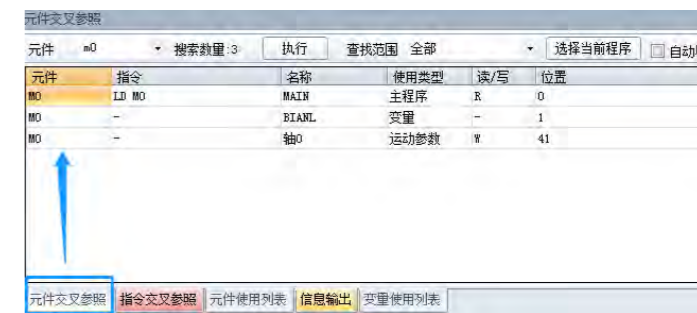 元件交叉参照
元件 m0 搜索数量:3 执行 查找范围 全部 选择当前程序 自动
元件 指令 名称 使用类型 读/写 位置
M0 LD M0 MAIN 主程序 R 0
M0 - BIANL 变量 - 1
M0 - 轴0 运动参数 W 41
元件交叉参照 指令交叉参照 元件使用列表 信息输出 变量使用列表